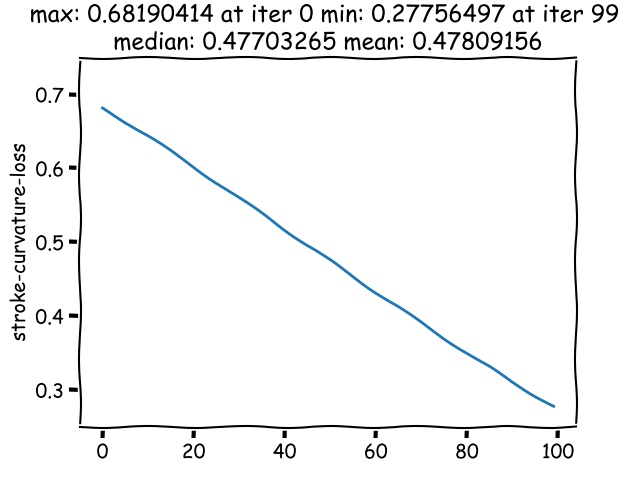 max: 0.68190414 at iter 0 min: 0.27756497 at iter 99
median: 0.47703265 mean: 0.47809156
stroke-curvature-loss
0.7
0.6
0.5
0.4
0.3
0 20 40 60 80 100